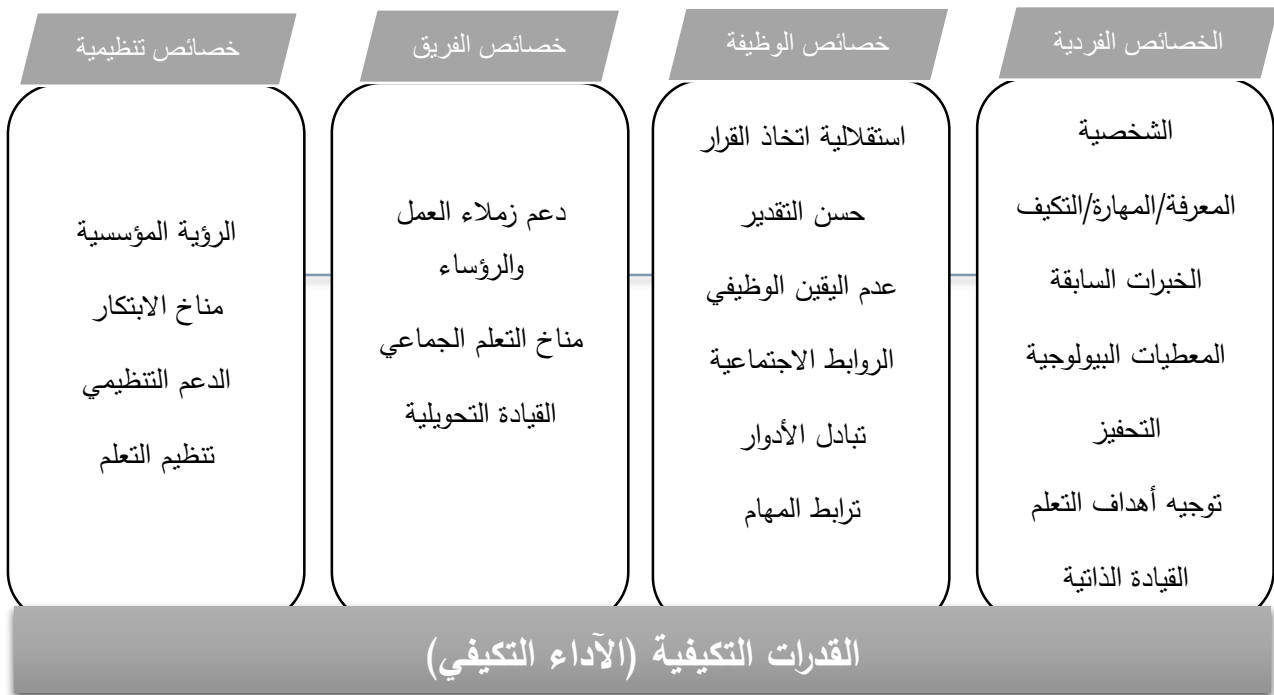 الخصائص الفردية
الشخصية
المعرفة/المهارة/التكيف
الخبرات السابقة
المعطيات البيولوجية
التحفيز
توجيه أهداف التعلم
القيادة الذاتية
خصائص الوظيفة
استقلالية اتخاذ القرار
حسن التقدير
عدم اليقين الوظيفي
الروابط الاجتماعية
تبادل الأدوار
ترابط المهام
خصائص الفريق
دعم زملاء العمل
والرؤساء
مناخ التعلم الجماعي
القيادة التحويلية
خصائص تنظيمية
الرؤية المؤسسية
مناخ الابتكار
الدعم التنظيمي
تنظيم التعلم
القدرات التكيفية (الآداء التكيفي)